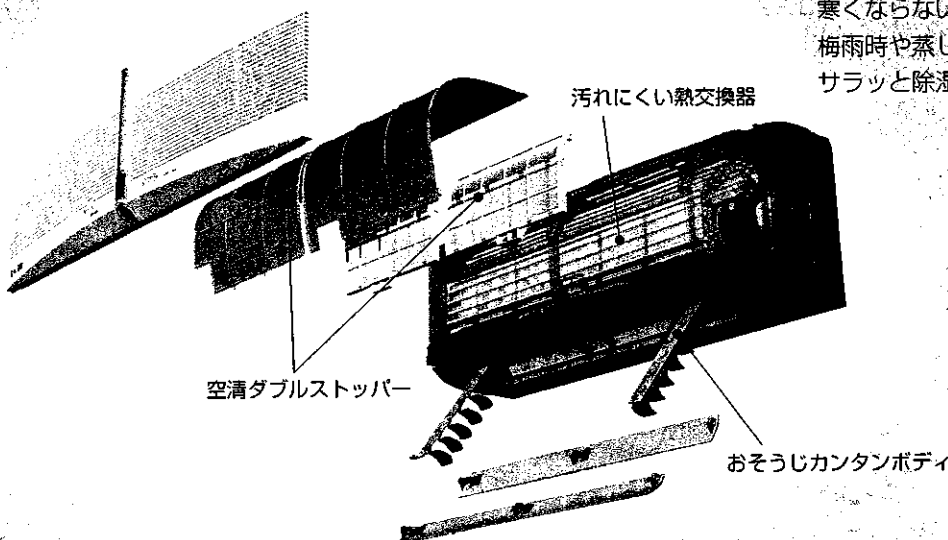 寒くならない
梅雨時や蒸し
サラッと除湿
汚れにくい熱交換器
空清ダブルストッパー
おそうじカンタンボディ